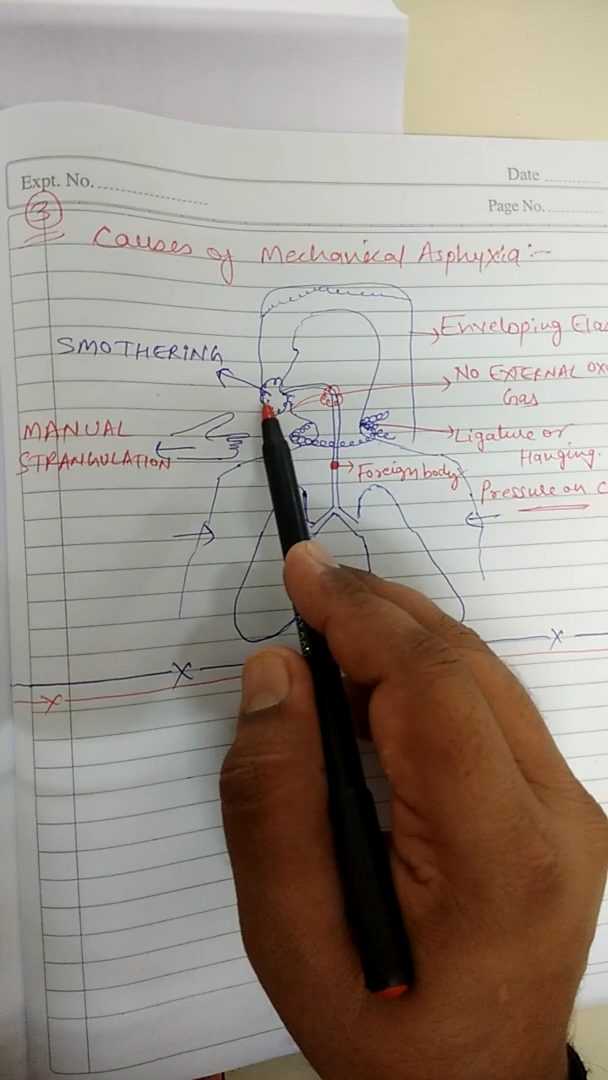 Expt. No.
Date
Page No.
3
Causes of Mechanical Asphyxia:-
Enveloping
SMOTHERING
NO EXTERNAL
Gas
MANUAL
STRANGULATION
Ligature or
Hanging.
Foreign body
Pressure on